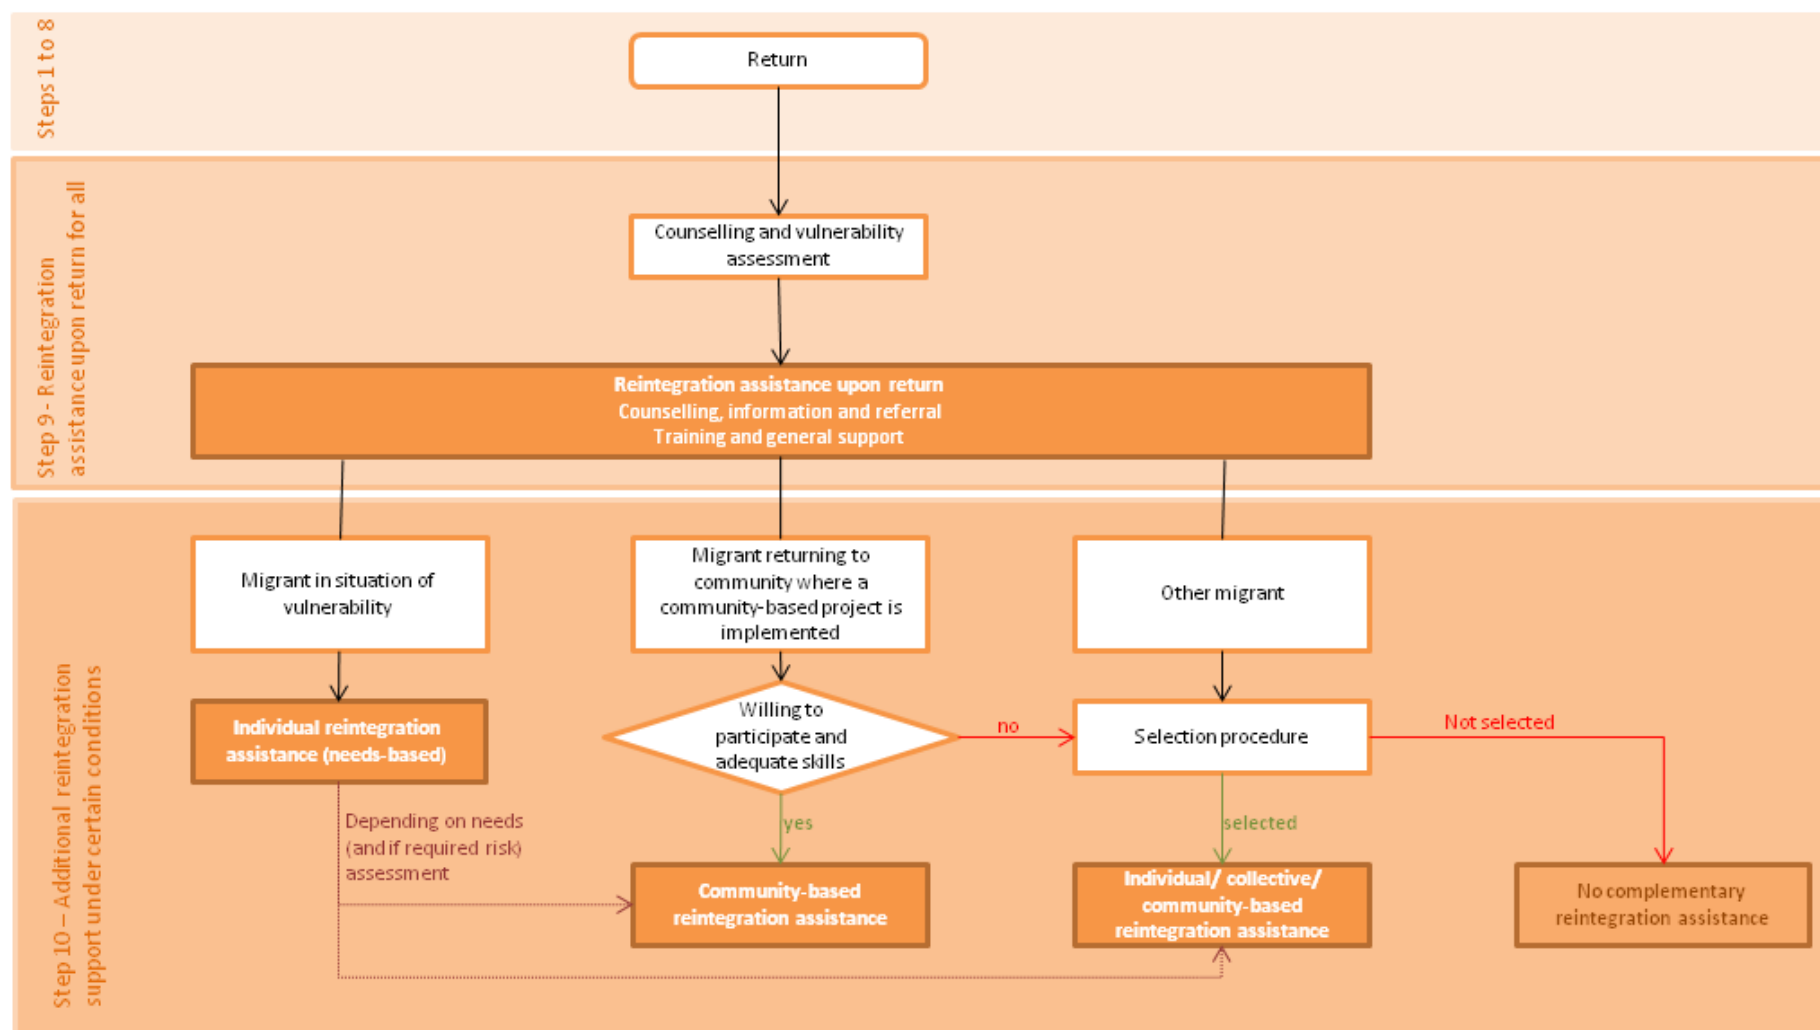 Steps 1 to 8
Return
Step 9 - Reintegration
assistance upon return for all
Counselling and vulnerability
assessment
Reintegration assistance upon return
Counselling, information and referral
Training and general support
Step 10 – Additional reintegration
support under certain conditions
Migrant in situation of
vulnerability
Migrant returning to
community where a
community-based project is
implemented
Other migrant
Individual reintegration
assistance (needs-based)
Willing to
participate and
adequate skills
no
Selection procedure
Not selected
Depending on needs
(and if required risk)
assessment
yes
selected
Community-based
reintegration assistance
Individual/ collective/
community-based
reintegration assistance
No complementary
reintegration assistance